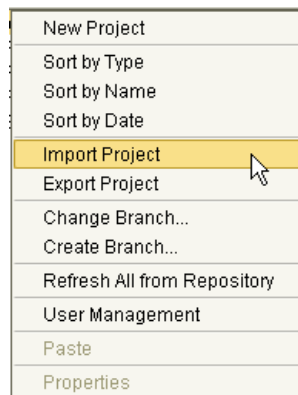 New Project
Sort by Type
Sort by Name
Sort by Date
Import Project
Export Project
Change Branch...
Create Branch...
Refresh All from Repository
User Management
Paste
Properties